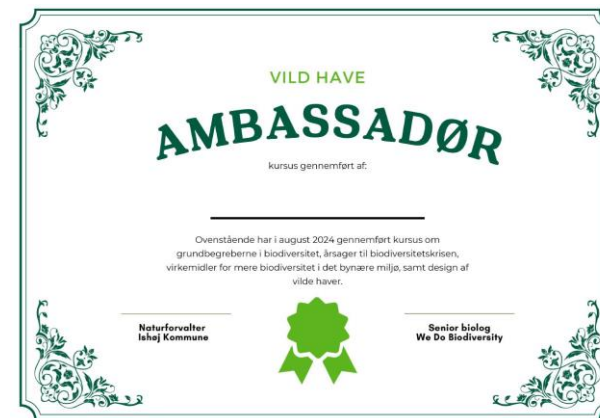 VILD HAVE
AMBASSADØR
kursus gennemført af:
Ovenstående har i august 2024 gennemført kursus om
grundbegreberne i biodiversitet, årsager til biodiversitetskrisen,
virkemidler for mere biodiversitet i det bynære miljø, samt design af
vilde haver.
Naturforvalter
Ishøj Kommune
Senior biolog
We Do Biodiversity